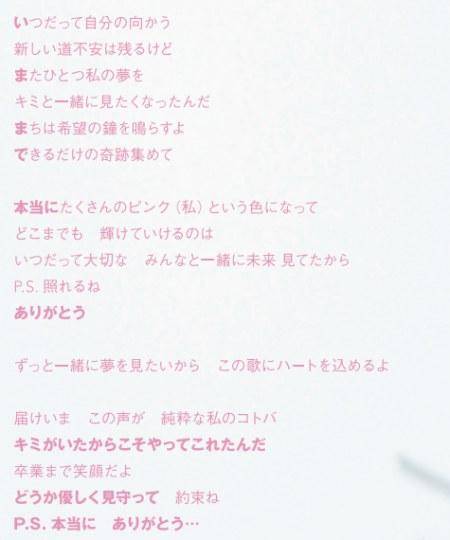 いつだって自分の向かう
新しい道不安は残るけど
またひとつ私の夢を
キミと一緒に見たくなったんだ
まちは希望の鐘を鳴らすよ
できるだけの奇跡集めて
本当にたくさんのピンク（私）という色になって
どこまでも　輝けていけるのは
いつだって大切な　みんなと一緒に未来 見てたから
P.S. 照れるね
ありがとう
ずっと一緒に夢を見たいから　この歌にハートを込めるよ
届けいま　この声が　純粋な私のコトバ
キミがいたからこそやってこれたんだ
卒業まで笑顔だよ
どうか優しく見守って　約束ね
P.S. 本当に　ありがとう…